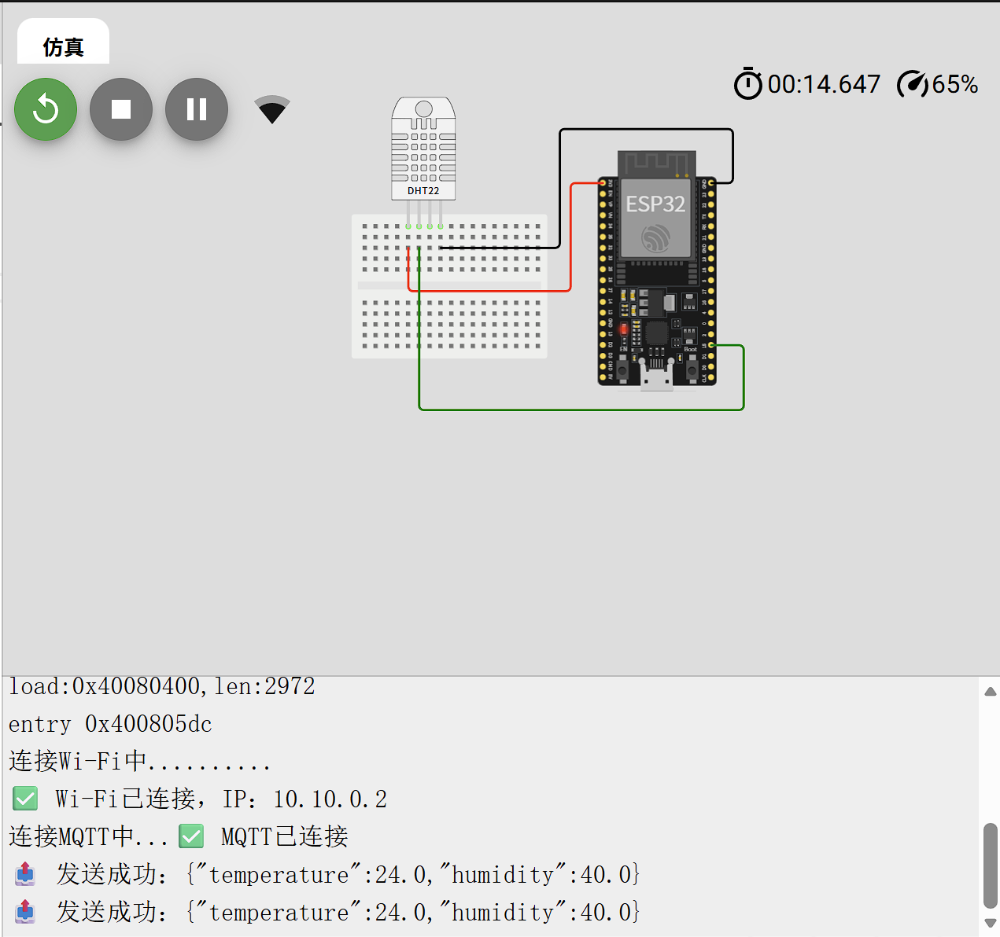 仿真
00:14.647 65%
DHT22
ESP32
EN
Boot
load:0x40080400,len:2972
entry 0x400805dc
连接Wi-Fi中..........
✅ Wi-Fi已连接，IP：10.10.0.2
连接MQTT中...✅ MQTT已连接
📤 发送成功：{"temperature":24.0,"humidity":40.0}
📤 发送成功：{"temperature":24.0,"humidity":40.0}